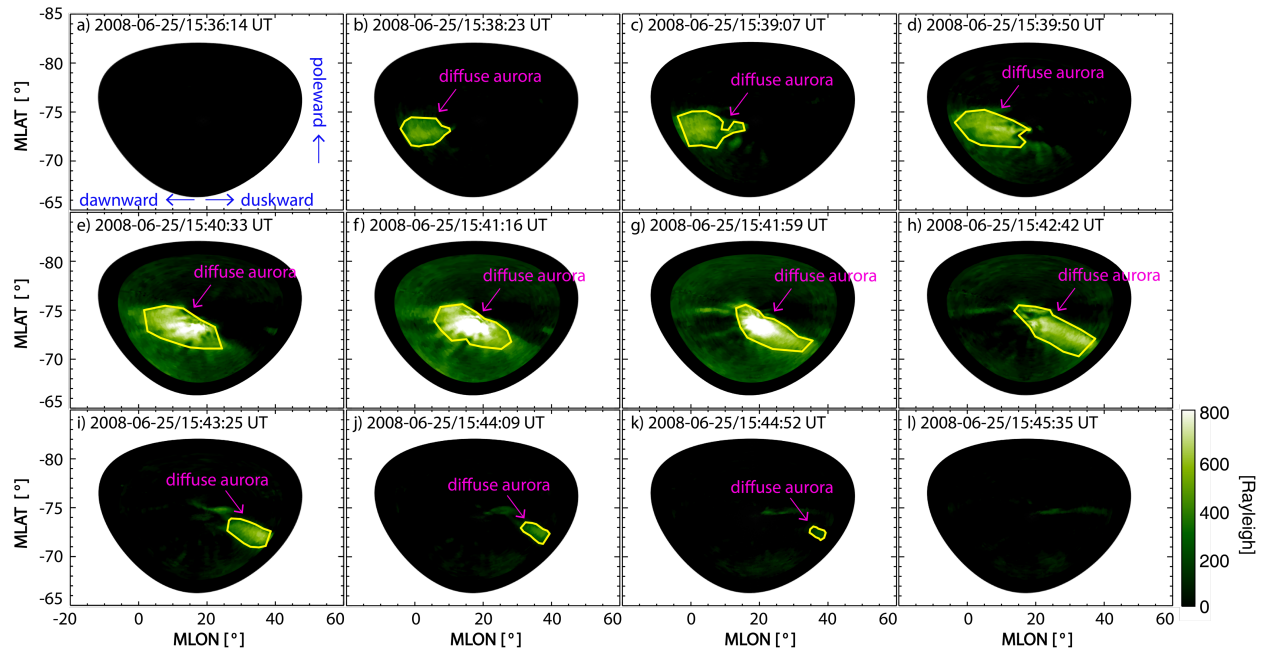 a) 2008-06-25/15:36:14 UT
b) 2008-06-25/15:38:23 UT
c) 2008-06-25/15:39:07 UT
d) 2008-06-25/15:39:50 UT
-85
-80
-75
-70
-65
MLAT [°]
poleward
dawnward
duskward
diffuse aurora
diffuse aurora
diffuse aurora
e) 2008-06-25/15:40:33 UT
f) 2008-06-25/15:41:16 UT
g) 2008-06-25/15:41:59 UT
h) 2008-06-25/15:42:42 UT
-80
-75
-70
-65
MLAT [°]
diffuse aurora
diffuse aurora
diffuse aurora
diffuse aurora
i) 2008-06-25/15:43:25 UT
j) 2008-06-25/15:44:09 UT
k) 2008-06-25/15:44:52 UT
l) 2008-06-25/15:45:35 UT
-80
-75
-70
-65
MLAT [°]
diffuse aurora
diffuse aurora
diffuse aurora
800
600
400
200
0
[Rayleigh]
-20 0 20 40 60
0 20 40 60
0 20 40 60
0 20 40 60
MLON [°]
MLON [°]
MLON [°]
MLON [°]